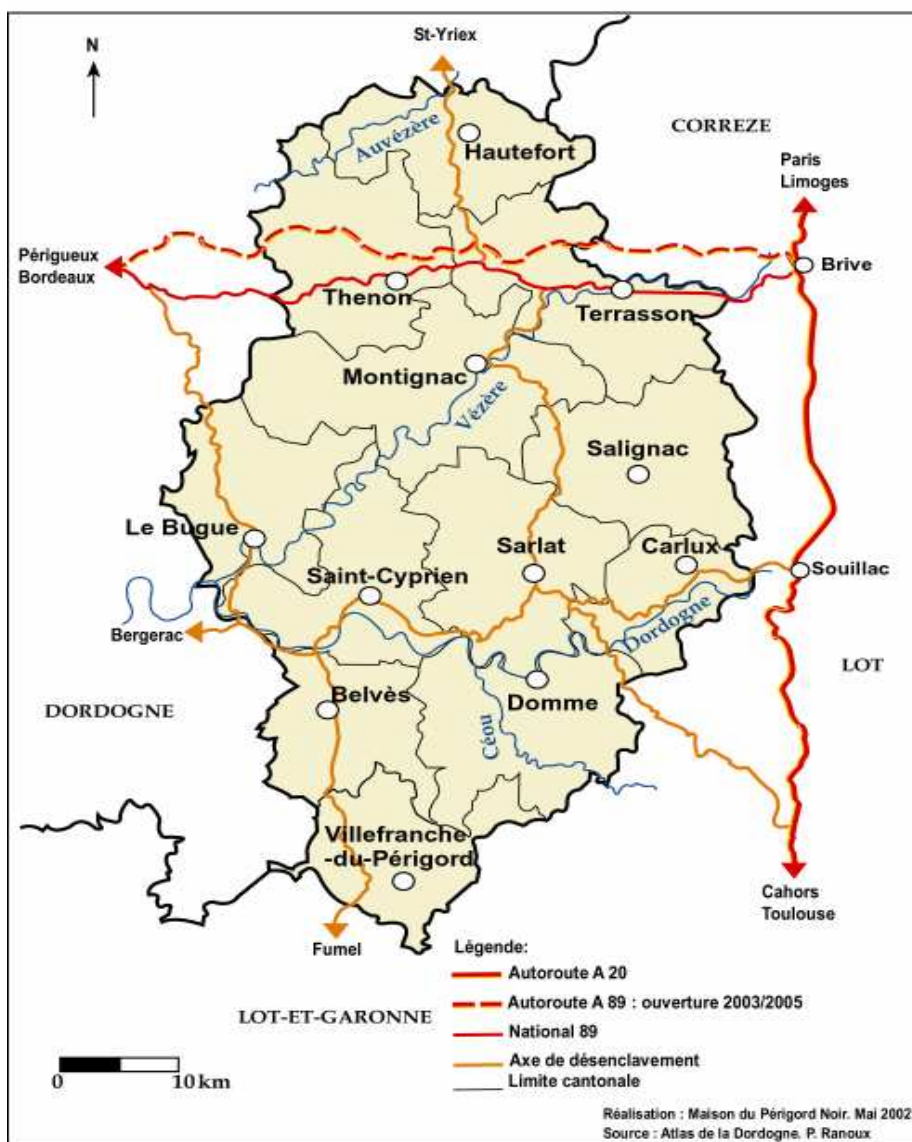 St-Yriex
N
Auvézère
Hautefort
CORREZE
Paris
Limoges
Périgueux
Bordeaux
Brive
Thenon
Terrasson
Montignac
Vézère
Salignac
Le Bugue
Sarlat
Carlux
Saint-Cyprien
Souillac
Bergerac
Dordogne
LOT
DORDOGNE
Belvès
Domme
Céou
Villefranche
-du-Périgord
Cahors
Toulouse
Fumel
Légende:
Autoroute A 20
Autoroute A 89 : ouverture 2003/2005
LOT-ET-GARONNE
National 89
Axe de désenclavement
Limite cantonale
0 10 km
Réalisation : Maison du Périgord Noir. Mai 2002
Source : Atlas de la Dordogne. P. Ranoux